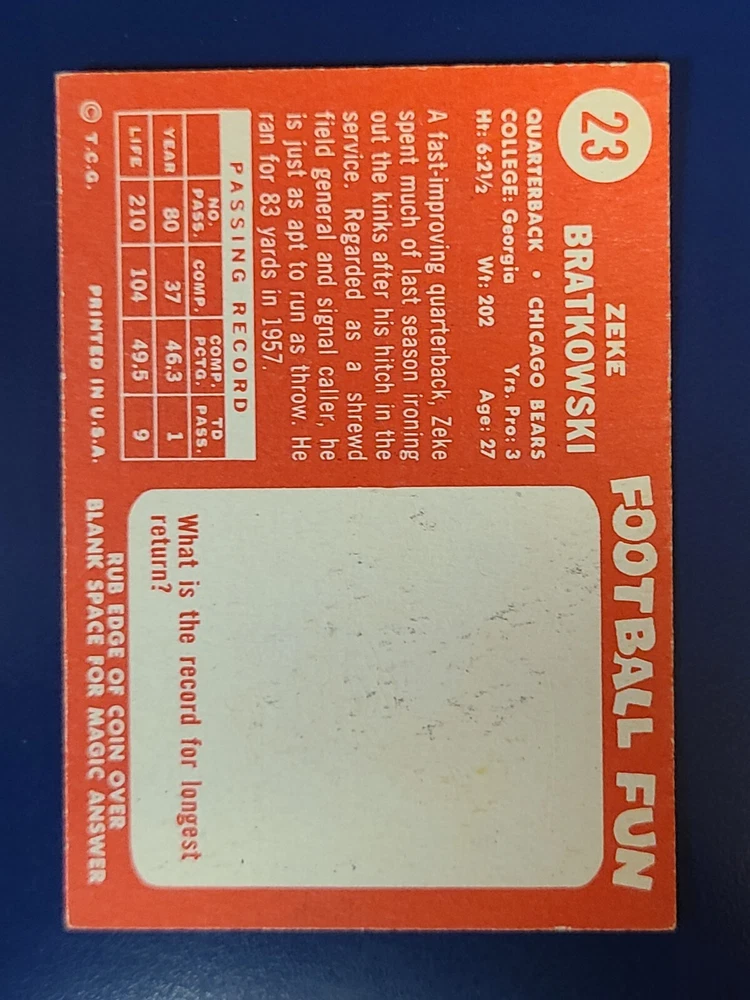 23
ZEKE
BRATKOWSKI
QUARTERBACK • CHICAGO BEARS
COLLEGE: Georgia Yrs. Pro: 3
Ht: 6:2½ Wt: 202 Age: 27
A fast-improving quarterback, Zeke
spent much of last season ironing
out the kinks after his hitch in the
service. Regarded as a shrewd
field general and signal caller, he
is just as apt to run as throw. He
ran for 83 yards in 1957.
PASSING RECORD
NO. PASS. COMP. COMP. PCTG. TD PASS.
YEAR 80 37 46.3 1
LIFE 210 104 49.5 9
© T.C.G. PRINTED IN U.S.A.
FOOTBALL FUN
What is the record for longest
return?
RUB EDGE OF COIN OVER
BLANK SPACE FOR MAGIC ANSWER